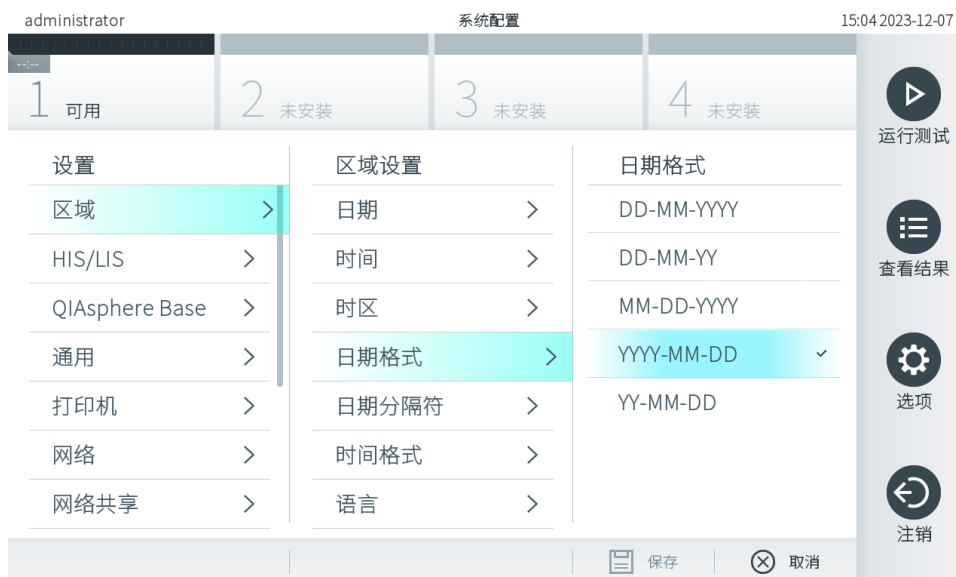 administrator
系统配置
15:04 2023-12-07
--:--
1 可用
2 未安装
3 未安装
4 未安装
运行测试
设置
区域
HIS/LIS
QIAsphere Base
通用
打印机
网络
网络共享
区域设置
日期
时间
时区
日期格式
日期分隔符
时间格式
语言
日期格式
DD-MM-YYYY
DD-MM-YY
MM-DD-YYYY
YYYY-MM-DD
YY-MM-DD
查看结果
选项
注销
保存
取消